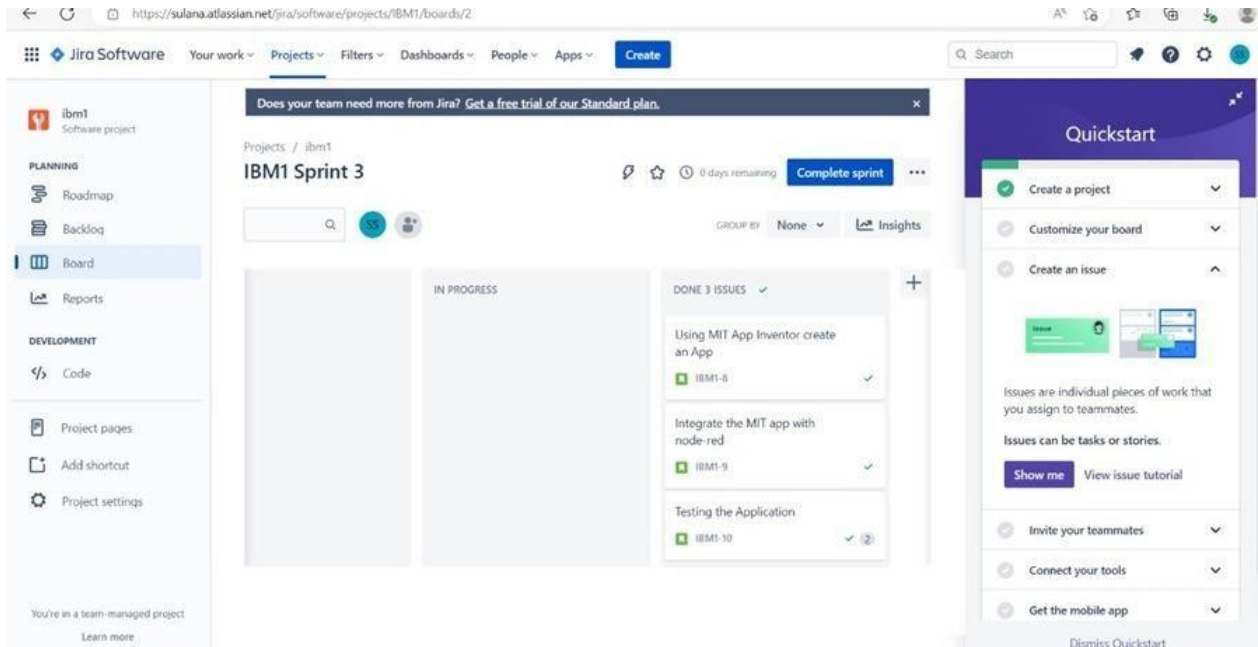 https://sulana.atlassian.net/jira/software/projects/IBM1/boards/2
Jira Software Your work Projects Filters Dashboards People Apps Create Search SS
ibm1
Software project
PLANNING
Roadmap
Backlog
Board
Reports
DEVELOPMENT
Code
Project pages
Add shortcut
Project settings
You're in a team-managed project
Learn more
Does your team need more from Jira? Get a free trial of our Standard plan.
Projects / ibm1
IBM1 Sprint 3
0 days remaining Complete sprint
SS
GROUP BY None Insights
IN PROGRESS
DONE 3 ISSUES
Using MIT App Inventor create
an App
IBM1-8
Integrate the MIT app with
node-red
IBM1-9
Testing the Application
IBM1-10 2
Quickstart
Create a project
Customize your board
Create an issue
Issue
Issues are individual pieces of work that
you assign to teammates.
Issues can be tasks or stories.
Show me View issue tutorial
Invite your teammates
Connect your tools
Get the mobile app
Dismiss Quickstart